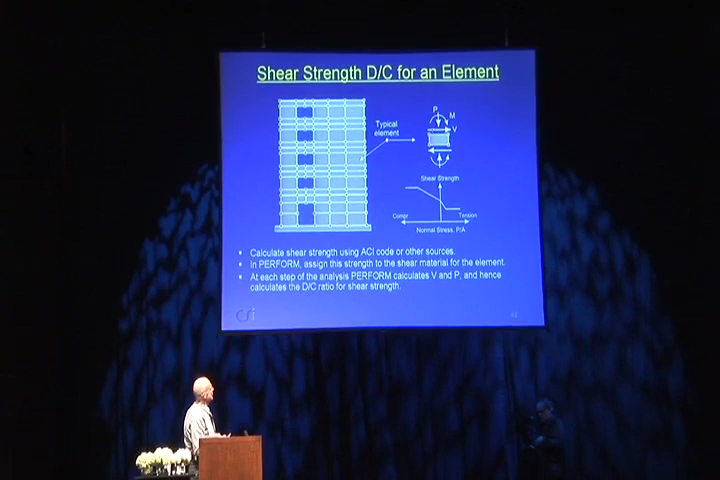 Shear Strength D/C for an Element
Typical
element
P
M
V
Shear Strength
Compr
Tension
Normal Stress, P/A
• Calculate shear strength using ACI code or other sources.
• In PERFORM, assign this strength to the shear material for the element.
• At each step of the analysis PERFORM calculates V and P, and hence
calculates the D/C ratio for shear strength.
csi